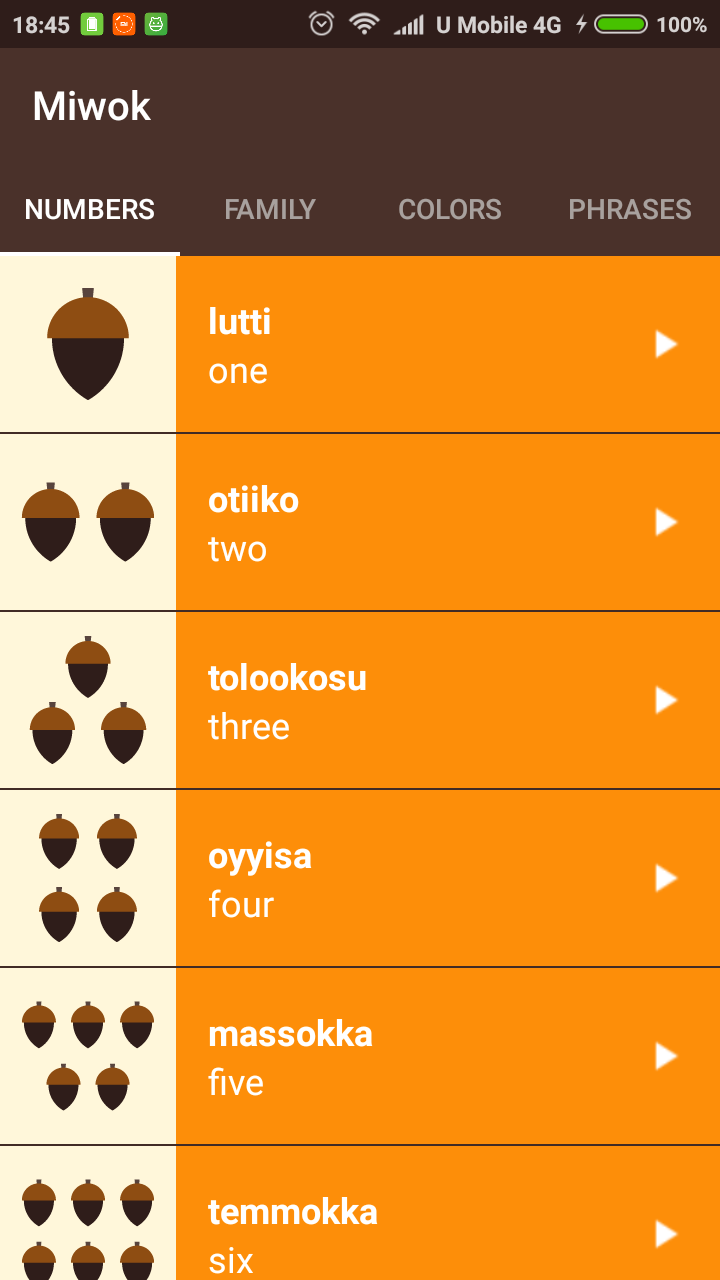 18:45 U Mobile 4G 100%
Miwok
NUMBERS FAMILY COLORS PHRASES
lutti
one
otiiko
two
tolookosu
three
oyyisa
four
massokka
five
temmokka
six